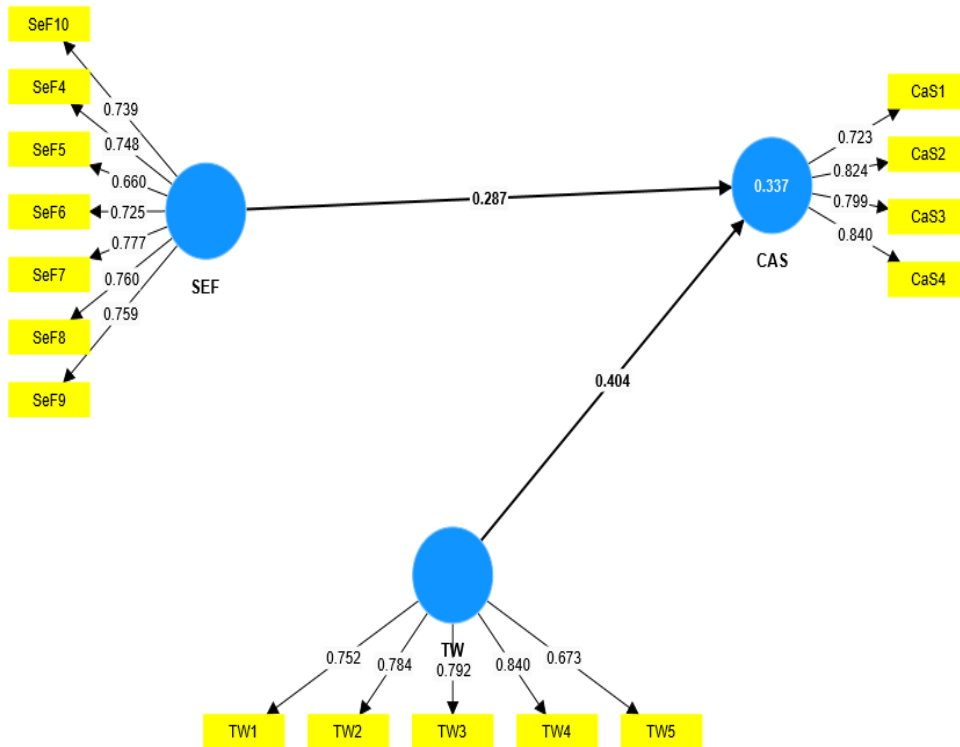 SeF10
SeF4
SeF5
SeF6
SeF7
SeF8
SeF9
0.739
0.748
0.660
0.725
0.777
0.760
0.759
SEF
0.287
0.404
0.337
CAS
0.723
0.824
0.799
0.840
CaS1
CaS2
CaS3
CaS4
TW
0.752
0.784
0.792
0.840
0.673
TW1
TW2
TW3
TW4
TW5